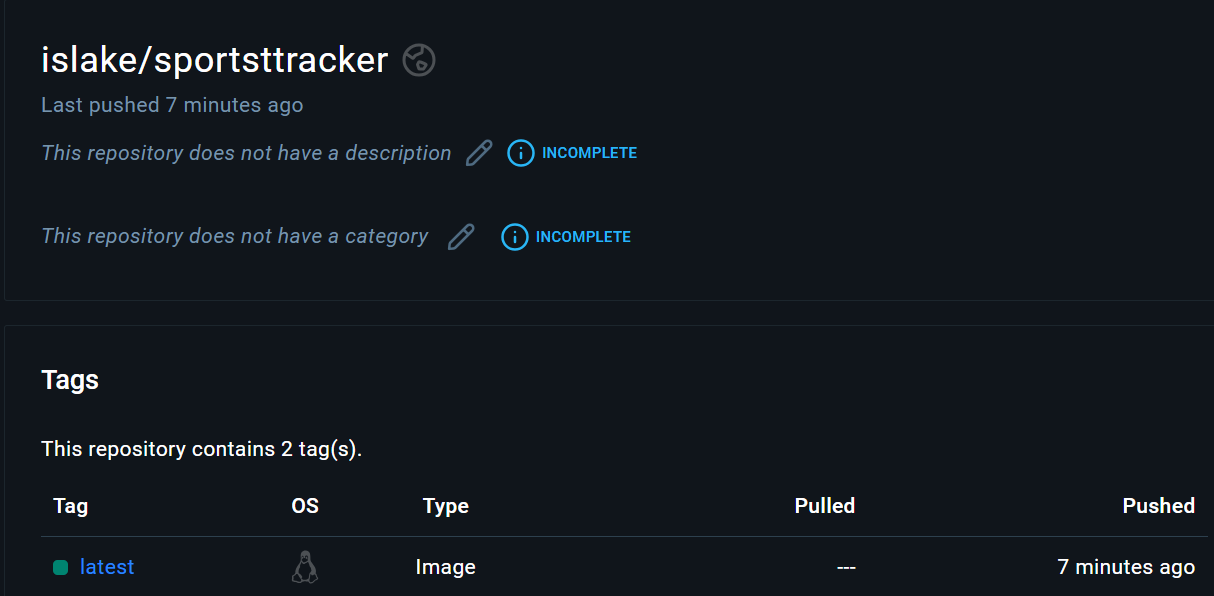 islake/sportsttracker
Last pushed 7 minutes ago
This repository does not have a description INCOMPLETE
This repository does not have a category INCOMPLETE
Tags
This repository contains 2 tag(s).
Tag OS Type Pulled Pushed
latest Image --- 7 minutes ago